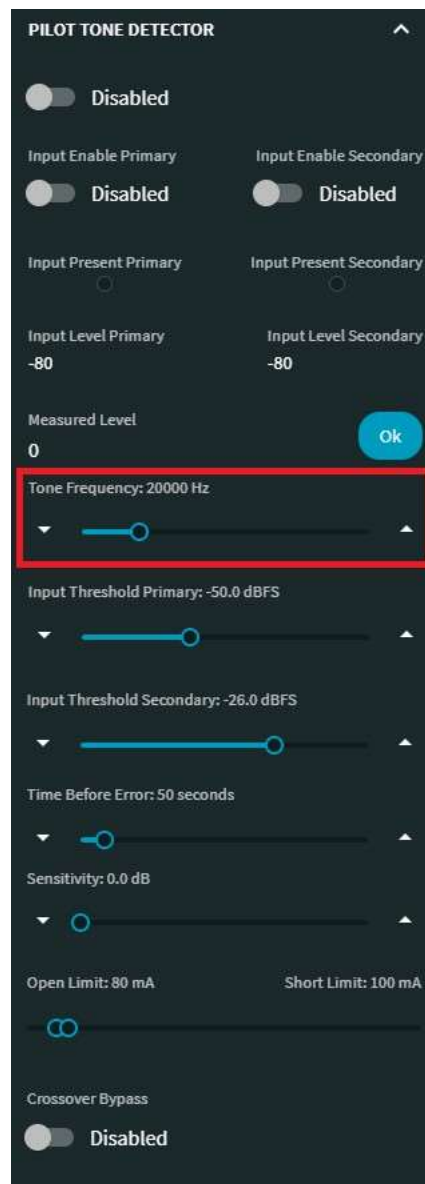 PILOT TONE DETECTOR
Disabled
Input Enable Primary Input Enable Secondary
Disabled Disabled
Input Present Primary Input Present Secondary
Input Level Primary Input Level Secondary
-80 -80
Measured Level
0 Ok
Tone Frequency: 20000 Hz
Input Threshold Primary: -50.0 dBFS
Input Threshold Secondary: -26.0 dBFS
Time Before Error: 50 seconds
Sensitivity: 0.0 dB
Open Limit: 80 mA Short Limit: 100 mA
Crossover Bypass
Disabled